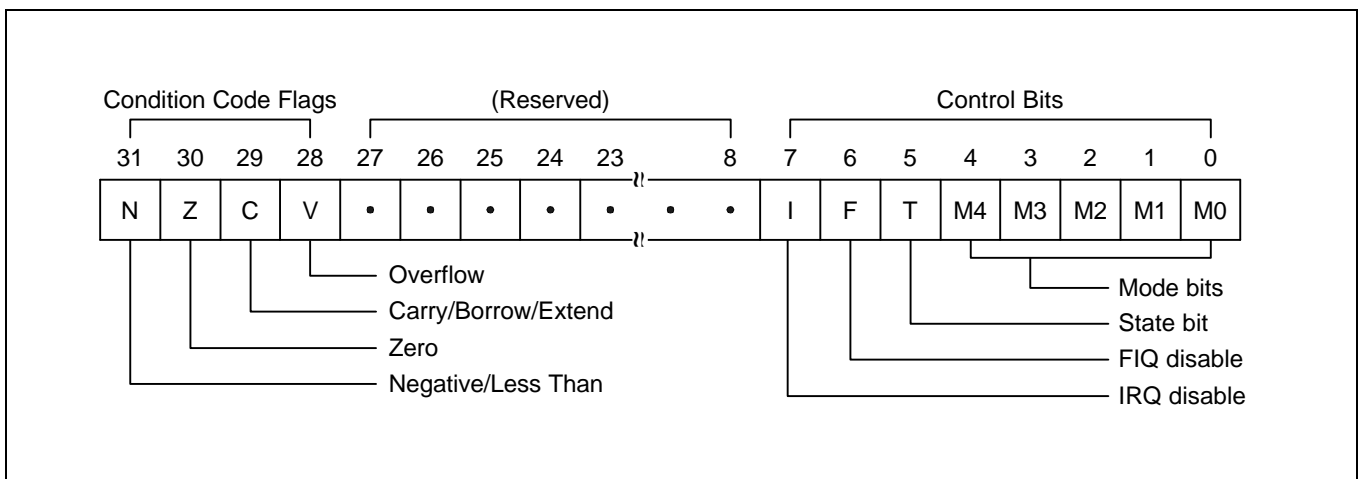 Condition Code Flags (Reserved) Control Bits
31 30 29 28 27 26 25 24 23 8 7 6 5 4 3 2 1 0
N Z C V • • • • • • • I F T M4 M3 M2 M1 M0
Overflow
Carry/Borrow/Extend
Zero
Negative/Less Than
Mode bits
State bit
FIQ disable
IRQ disable